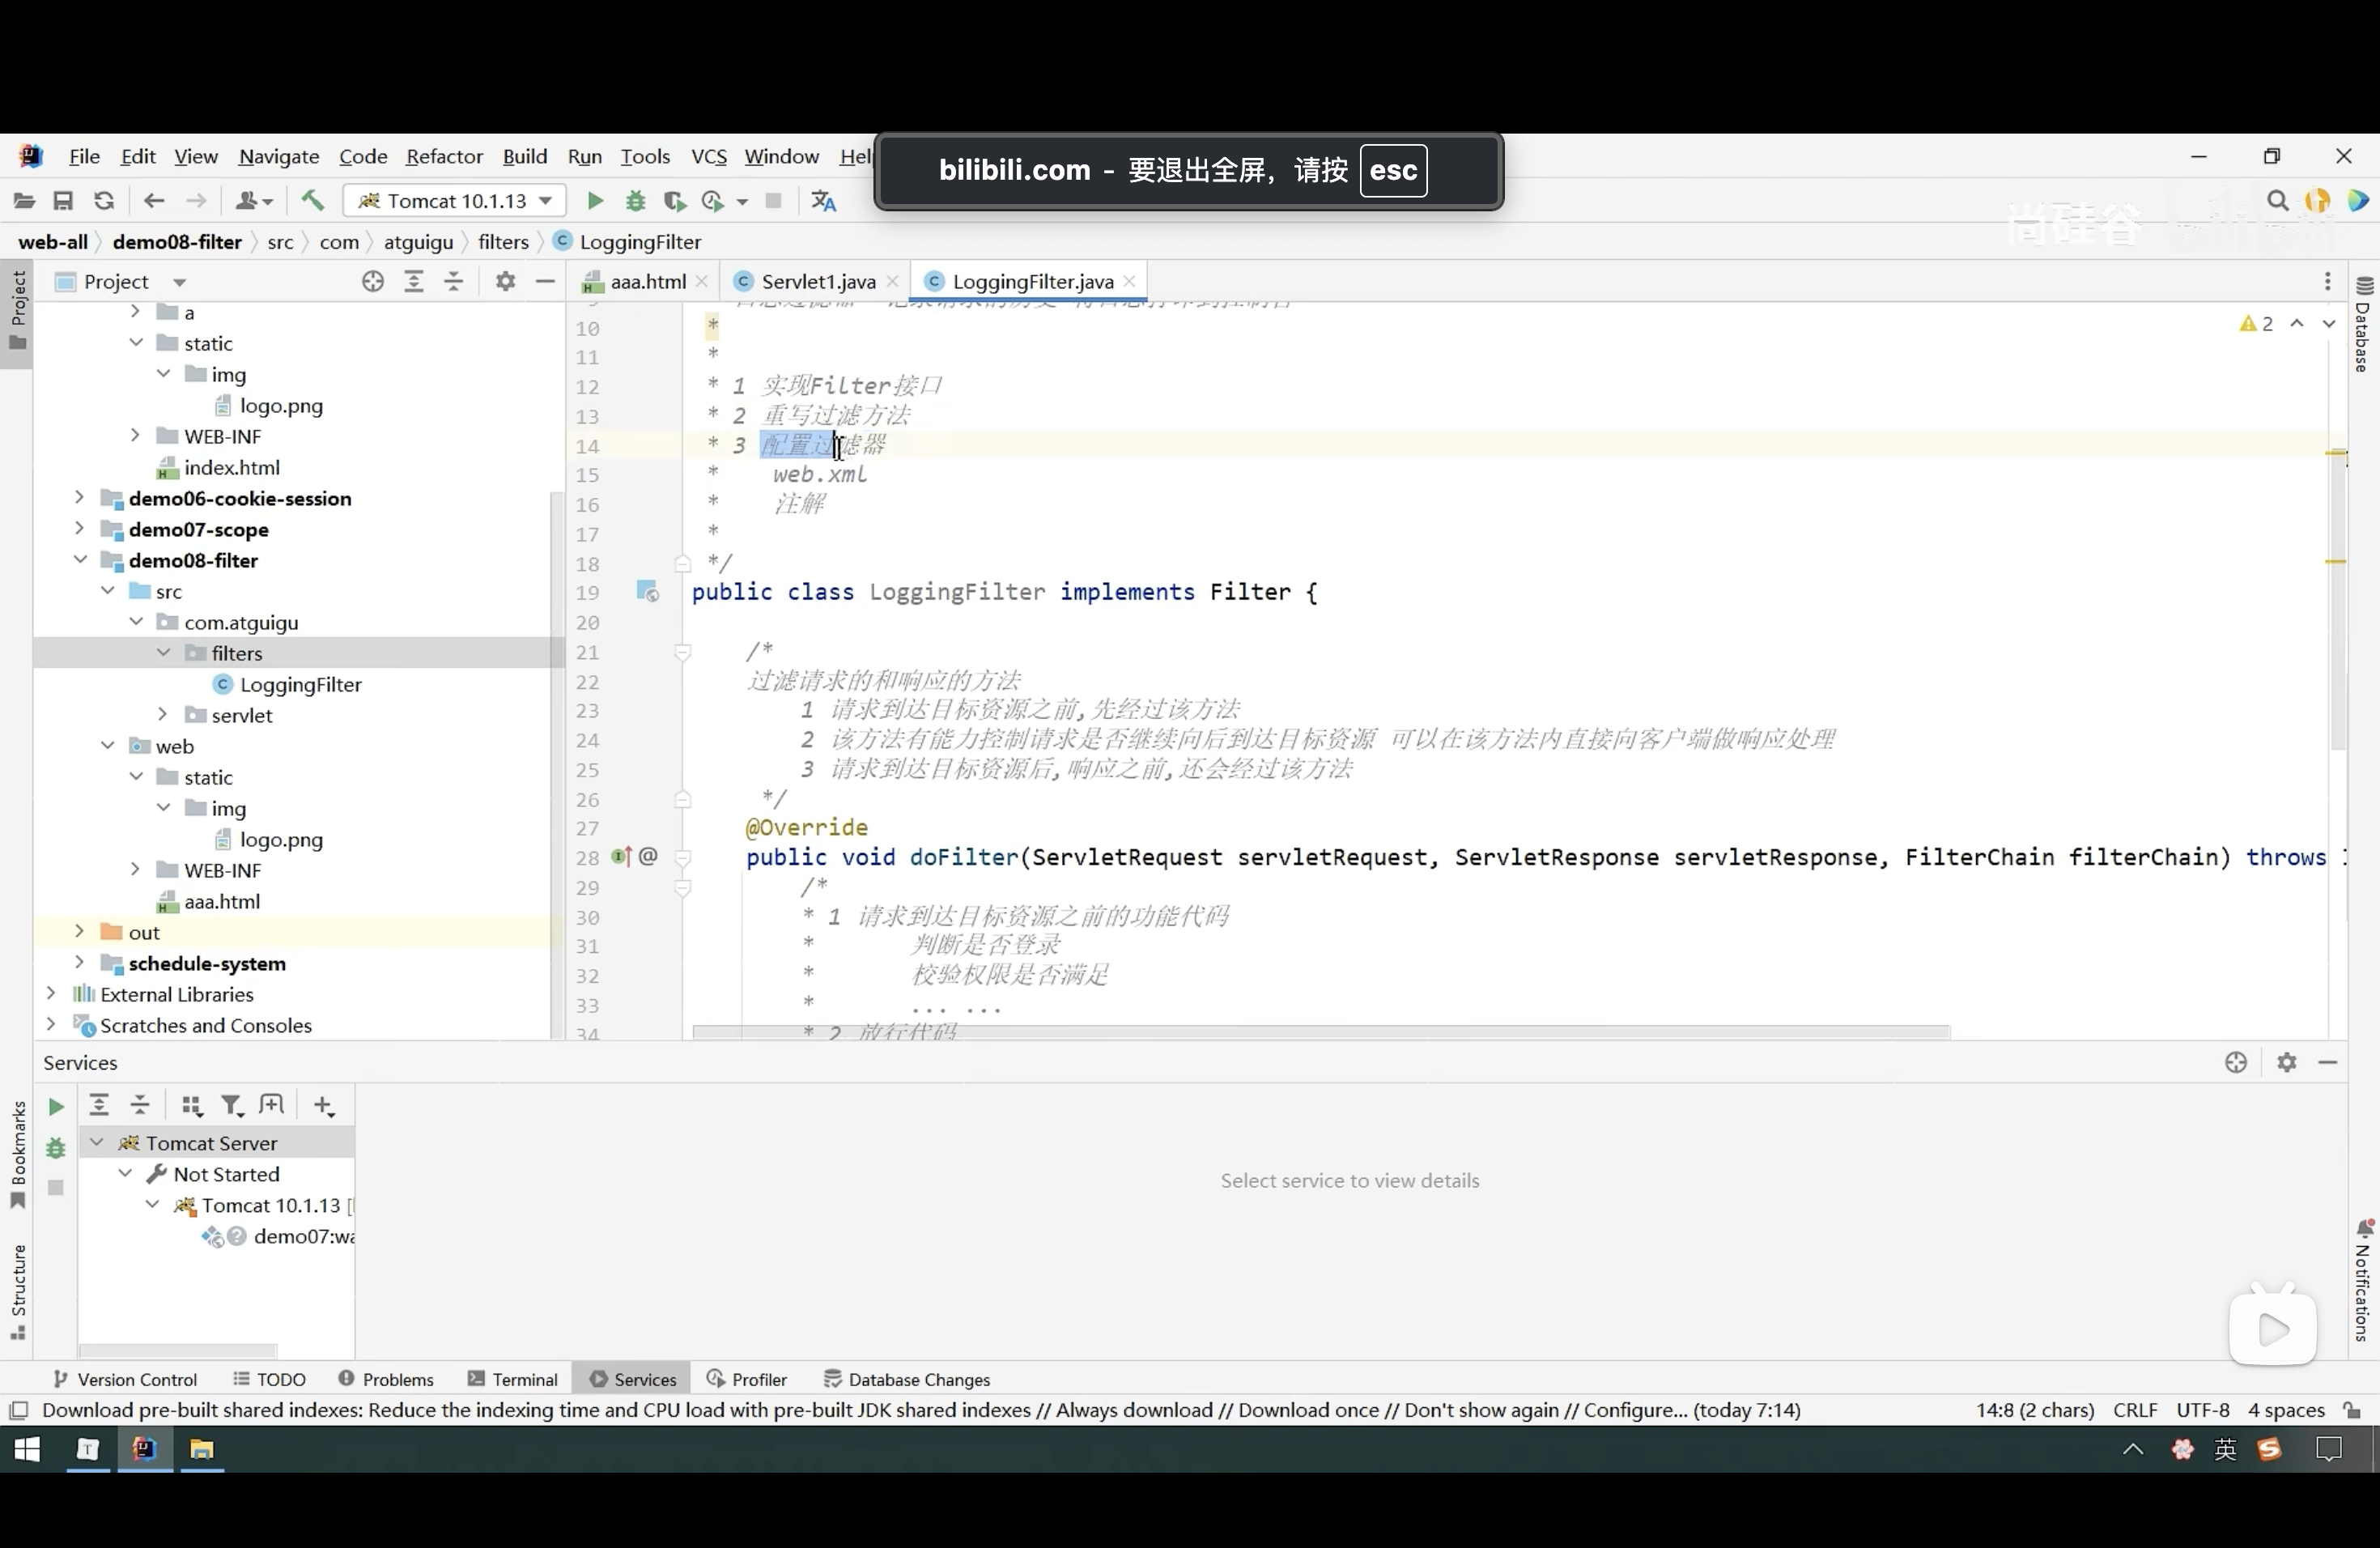 File Edit View Navigate Code Refactor Build Run Tools VCS Window Hel
bilibili.com - 要退出全屏，请按 esc
Tomcat 10.1.13
尚硅谷
web-all demo08-filter src com atguigu filters LoggingFilter
Project
aaa.html Servlet1.java LoggingFilter.java
Project
a
static
img
logo.png
WEB-INF
index.html
demo06-cookie-session
demo07-scope
demo08-filter
src
com.atguigu
filters
LoggingFilter
servlet
web
static
img
logo.png
WEB-INF
aaa.html
out
schedule-system
External Libraries
Scratches and Consoles
10 *
11 *
12 * 1 实现Filter接口
13 * 2 重写过滤方法
14 * 3 配置过滤器
15 * web.xml
16 * 注解
17 *
18 */
19 public class LoggingFilter implements Filter {
20
21 /*
22 过滤请求的和响应的方法
23 1 请求到达目标资源之前,先经过该方法
24 2 该方法有能力控制请求是否继续向后到达目标资源 可以在该方法内直接向客户端做响应处理
25 3 请求到达目标资源后,响应之前,还会经过该方法
26 */
27 @Override
28 @ public void doFilter(ServletRequest servletRequest, ServletResponse servletResponse, FilterChain filterChain) throws
29 /*
30 * 1 请求到达目标资源之前的功能代码
31 * 判断是否登录
32 * 校验权限是否满足
33 * ... ...
34 * 2 放行代码
2
Database
Notifications
Bookmarks
Structure
Services
Tomcat Server
Not Started
Tomcat 10.1.13 [
demo07:wa
Select service to view details
Version Control TODO Problems Terminal Services Profiler Database Changes
Download pre-built shared indexes: Reduce the indexing time and CPU load with pre-built JDK shared indexes // Always download // Download once // Don't show again // Configure... (today 7:14) 14:8 (2 chars) CRLF UTF-8 4 spaces
英